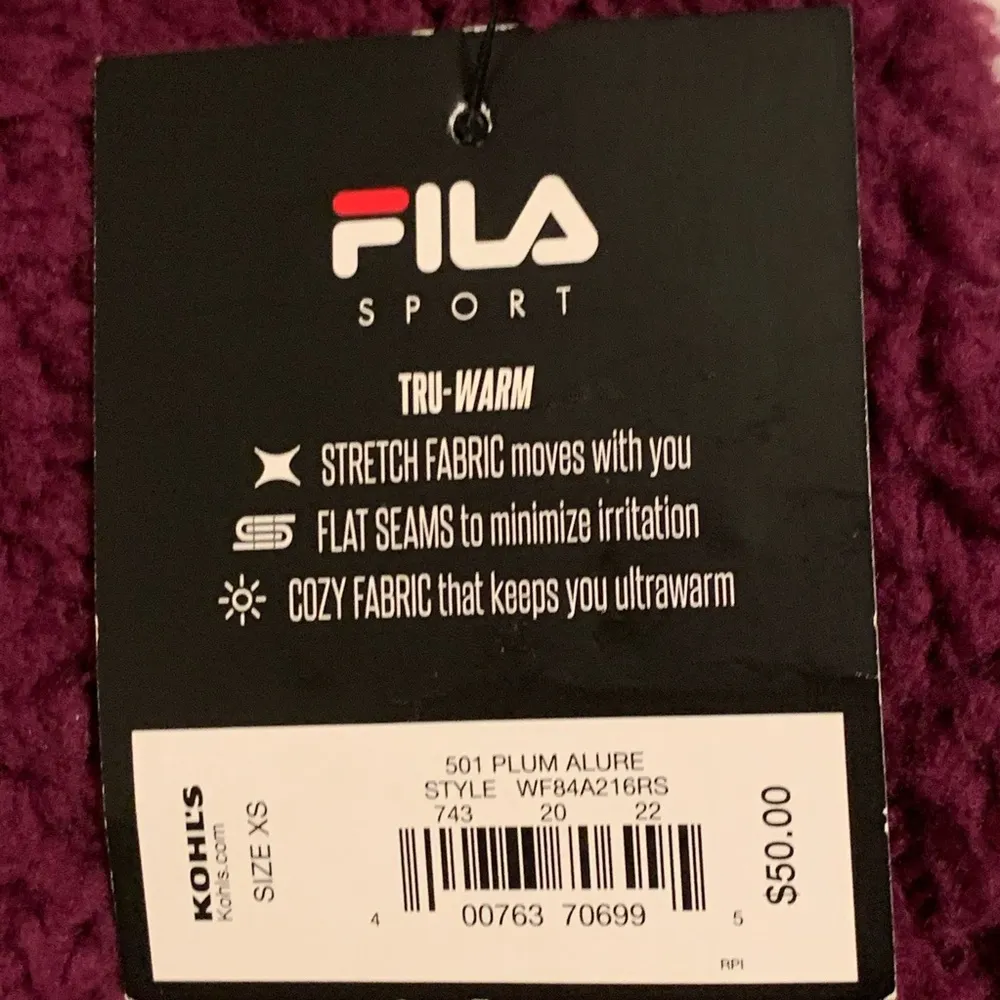 FILA
SPORT
TRU-WARM
STRETCH FABRIC moves with you
FLAT SEAMS to minimize irritation
COZY FABRIC that keeps you ultrawarm
KOHL'S
Kohls.com
SIZE XS
501 PLUM ALURE
STYLE WF84A216RS
743 20 22
4 00763 70699 5
RPI
$50.00